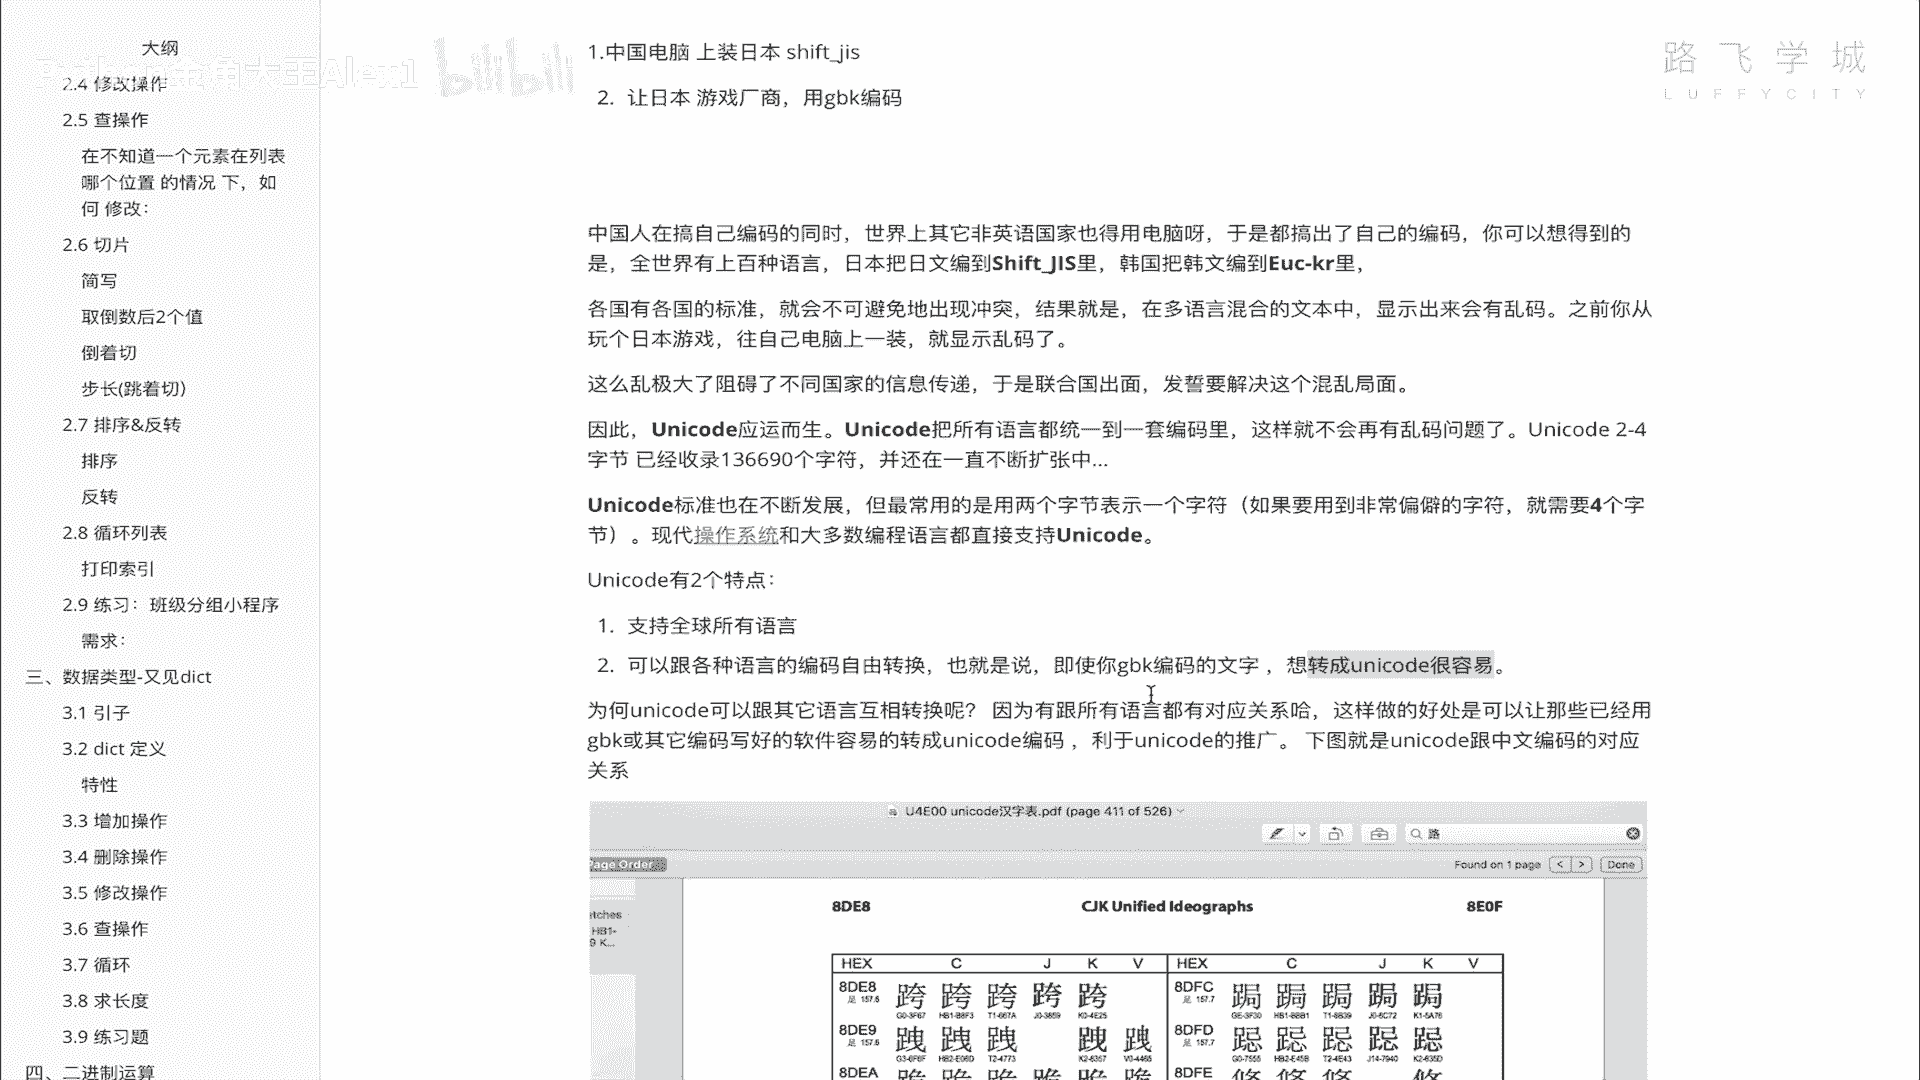 大纲
Python金角大王Alex1 bilibili
2.4 修改操作
2.5 查操作
在不知道一个元素在列表
哪个位置 的情况 下，如
何 修改：
2.6 切片
简写
取倒数后2个值
倒着切
步长(跳着切)
2.7 排序&反转
排序
反转
2.8 循环列表
打印索引
2.9 练习：班级分组小程序
需求：
三、数据类型-又见dict
3.1 引子
3.2 dict 定义
特性
3.3 增加操作
3.4 删除操作
3.5 修改操作
3.6 查操作
3.7 循环
3.8 求长度
3.9 练习题
四、二进制运算
路飞学城
LUFFYCITY
1.中国电脑 上装日本 shift_jis
2. 让日本 游戏厂商，用gbk编码
中国人在搞自己编码的同时，世界上其它非英语国家也得用电脑呀，于是都搞出了自己的编码，你可以想得到的
是，全世界有上百种语言，日本把日文编到Shift_JIS里，韩国把韩文编到Euc-kr里，
各国有各国的标准，就会不可避免地出现冲突，结果就是，在多语言混合的文本中，显示出来会有乱码。之前你从
玩个日本游戏，往自己电脑上一装，就显示乱码了。
这么乱极大了阻碍了不同国家的信息传递，于是联合国出面，发誓要解决这个混乱局面。
因此，Unicode应运而生。Unicode把所有语言都统一到一套编码里，这样就不会再有乱码问题了。Unicode 2-4
字节 已经收录136690个字符，并还在一直不断扩张中...
Unicode标准也在不断发展，但最常用的是用两个字节表示一个字符（如果要用到非常偏僻的字符，就需要4个字
节）。现代操作系统和大多数编程语言都直接支持Unicode。
Unicode有2个特点：
1. 支持全球所有语言
2. 可以跟各种语言的编码自由转换，也就是说，即使你gbk编码的文字 ，想转成unicode很容易。
为何unicode可以跟其它语言互相转换呢？ 因为有跟所有语言都有对应关系哈，这样做的好处是可以让那些已经用
gbk或其它编码写好的软件容易的转成unicode编码 ，利于unicode的推广。 下图就是unicode跟中文编码的对应
关系
U4E00 unicode汉字表.pdf (page 411 of 526)
路
Page Order
Found on 1 page < > Done
8DE8 CJK Unified Ideographs 8E0F
HEX C J K V HEX C J K V
8DE8 跨 跨 跨 跨 跨 8DFC 跼 跼 跼 跼 跼
足 157.6 足 157.7
8DE9 跩 跩 跩 跩 跩 8DFD 跽 跽 跽 跽 跽
足 157.6 足 157.7
8DEA 8DFE